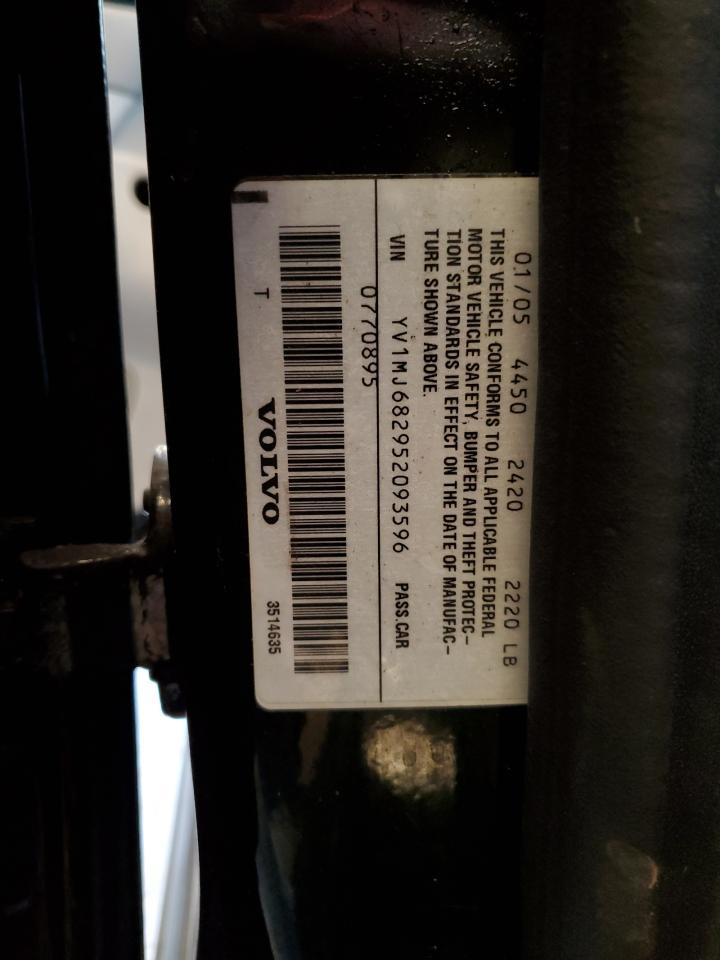 01/05 4450 2420 2220 LB
THIS VEHICLE CONFORMS TO ALL APPLICABLE FEDERAL
MOTOR VEHICLE SAFETY, BUMPER AND THEFT PROTEC-
TION STANDARDS IN EFFECT ON THE DATE OF MANUFAC-
TURE SHOWN ABOVE.
VIN YV1MJ682952093596 PASS.CAR
0770895
T VOLVO 3514635